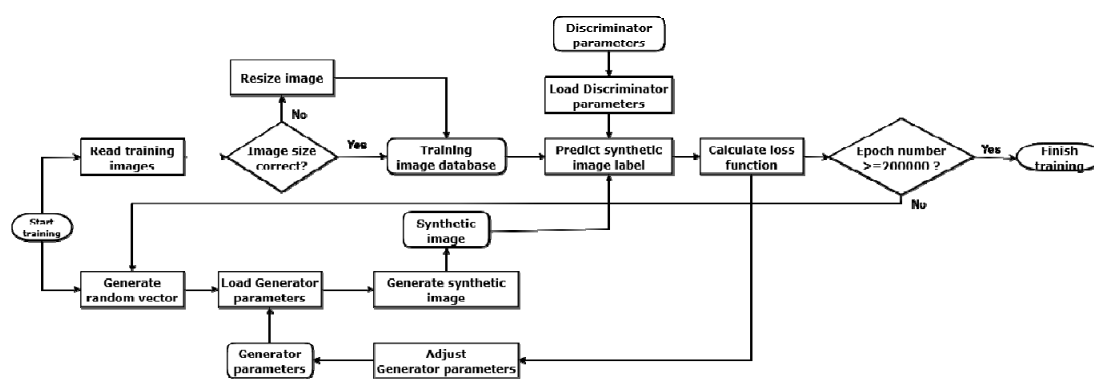 Discriminator
parameters
Resize image
Load Discriminator
parameters
No
Read training
images
Image size
correct?
Yes
Training
image database
Predict synthetic
image label
Calculate loss
function
Epoch number
>=200000 ?
Yes
Finish
training
No
Start
training
Synthetic
image
Generate
random vector
Load Generator
parameters
Generate synthetic
image
Generator
parameters
Adjust
Generator parameters